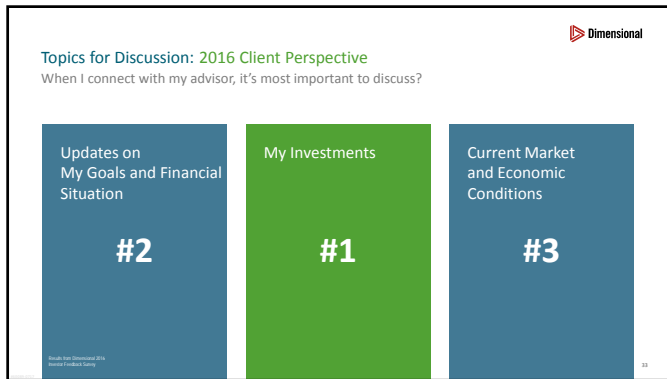 Dimensional
Topics for Discussion: 2016 Client Perspective
When I connect with my advisor, it's most important to discuss?
Updates on
My Goals and Financial
Situation
#2
My Investments
#1
Current Market
and Economic
Conditions
#3
Results from Dimensional 2016
Investor Feedback Survey
33